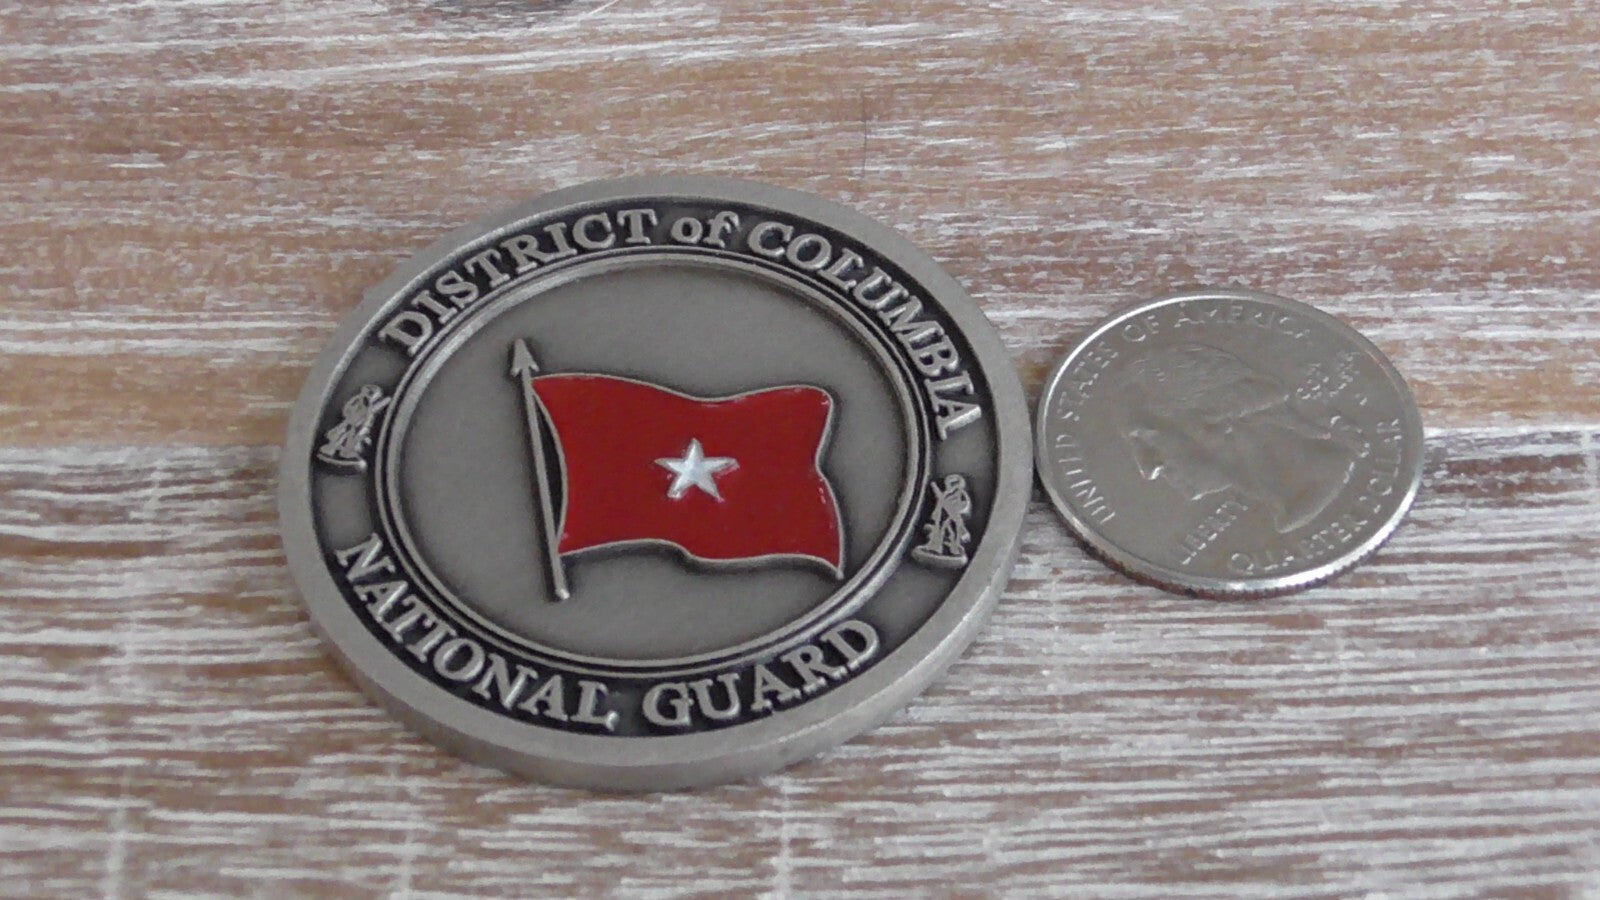 DISTRICT of COLUMBIA
NATIONAL GUARD
UNITED STATES OF AMERICA
LIBERTY
QUARTER DOLLAR